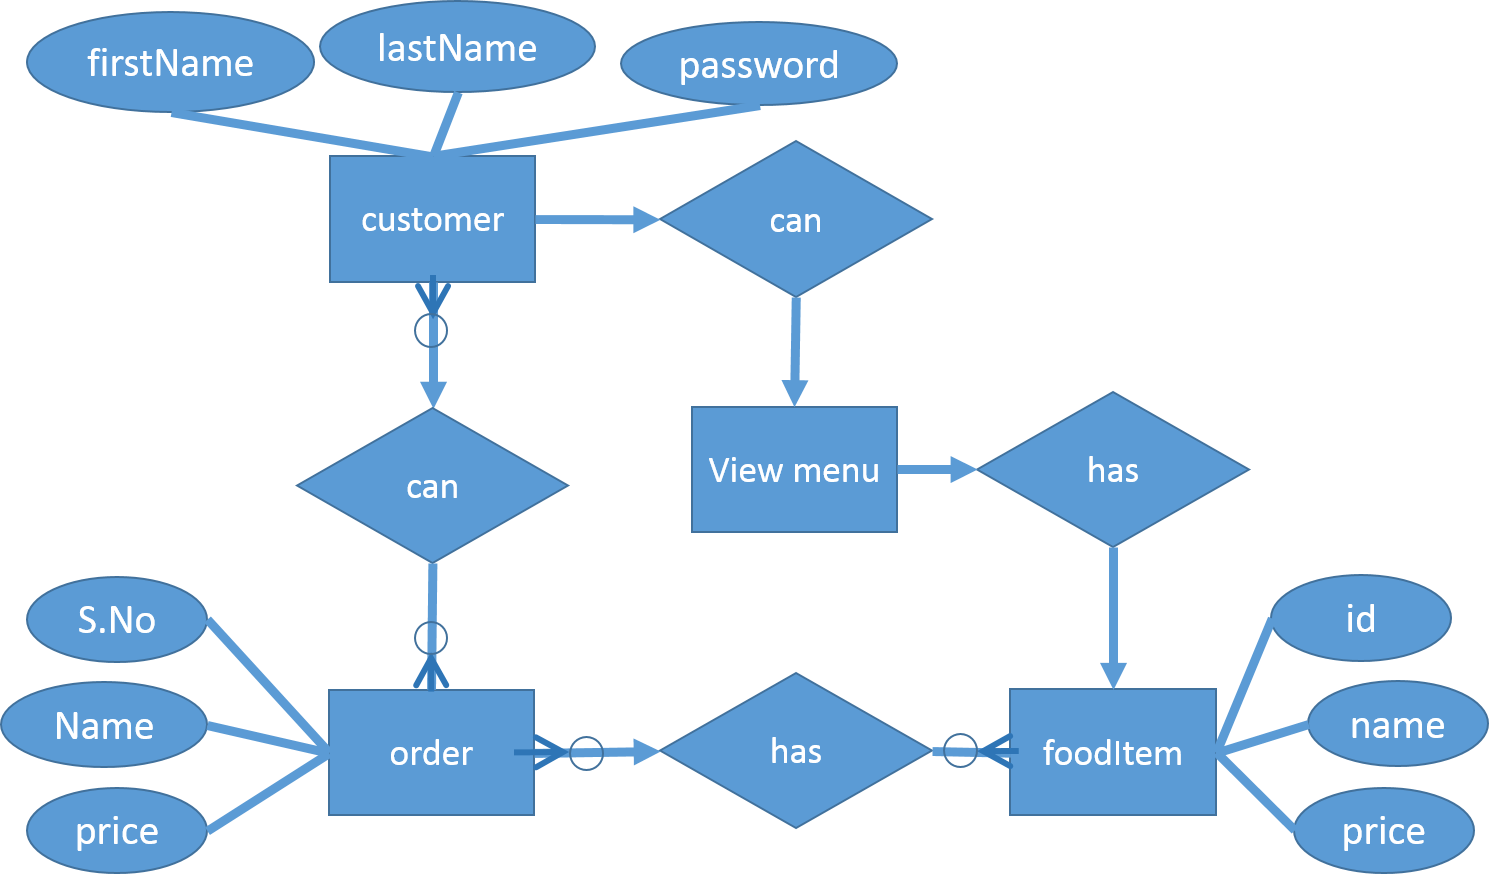 firstName
lastName
password
customer
can
can
View menu
has
S.No
Name
price
order
has
foodItem
id
name
price